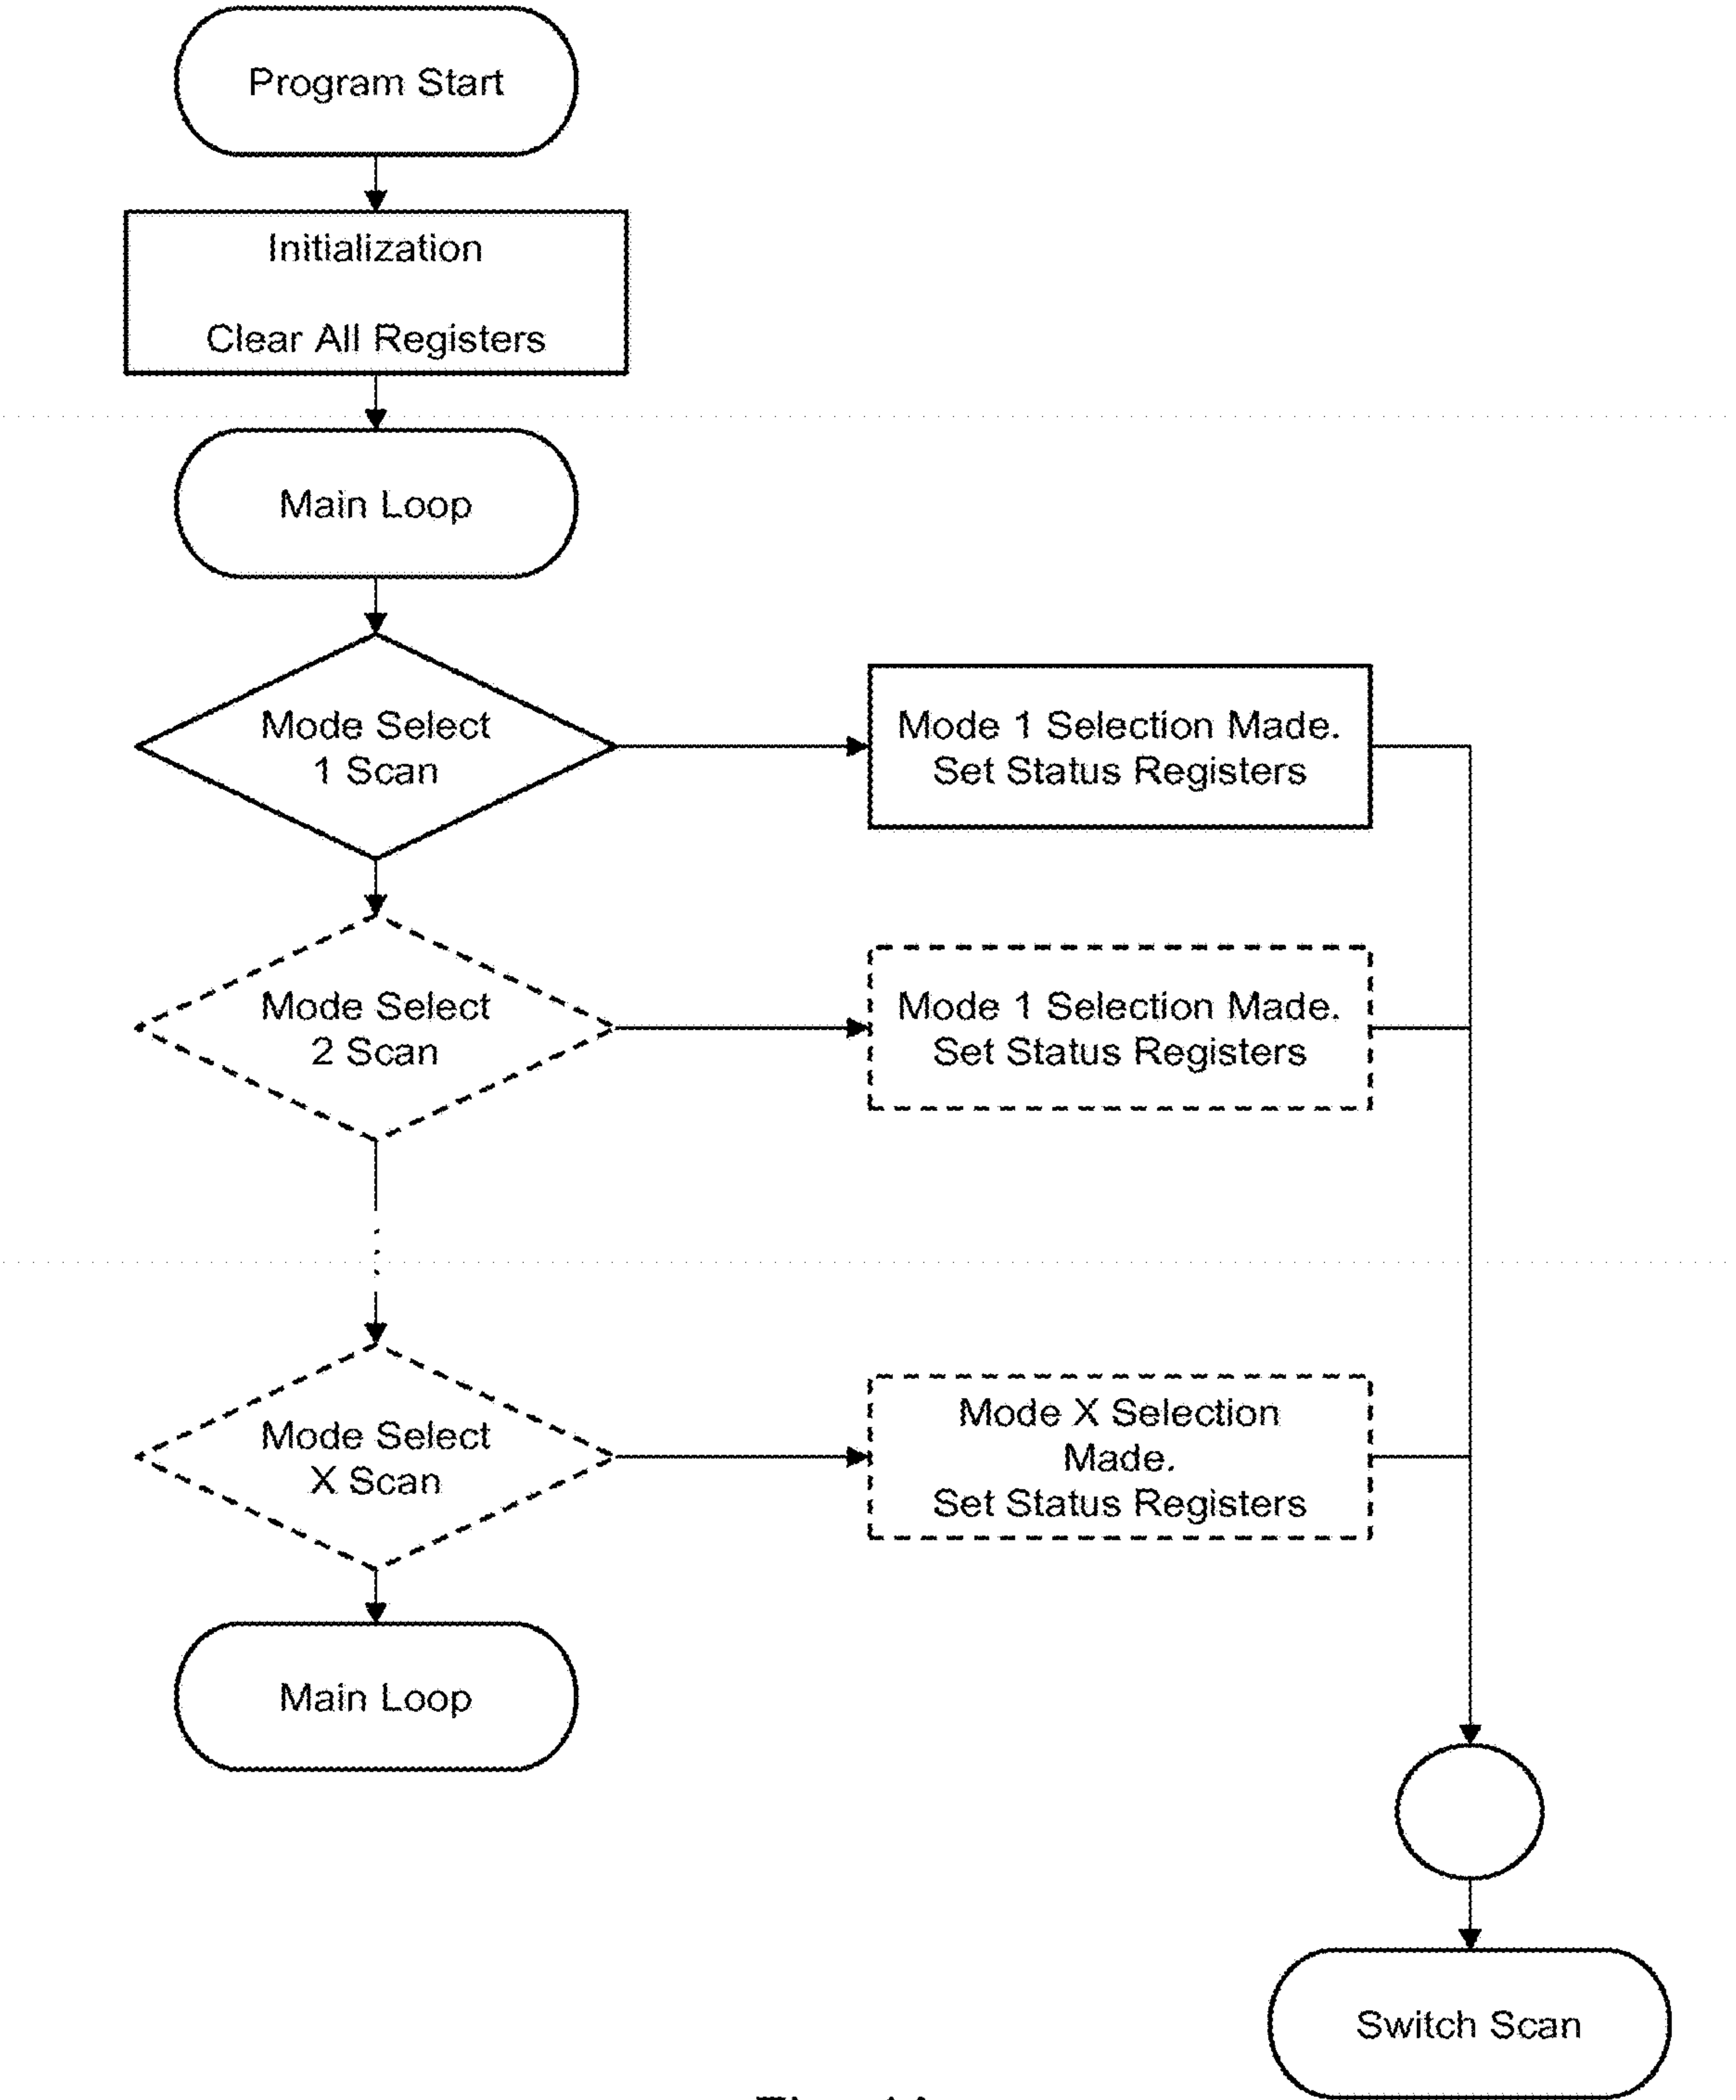 Program Start
Initialization
Clear All Registers
Main Loop
Mode Select
1 Scan
Mode 1 Selection Made.
Set Status Registers
Mode Select
2 Scan
Mode 1 Selection Made.
Set Status Registers
Mode Select
X Scan
Mode X Selection
Made.
Set Status Registers
Main Loop
Switch Scan